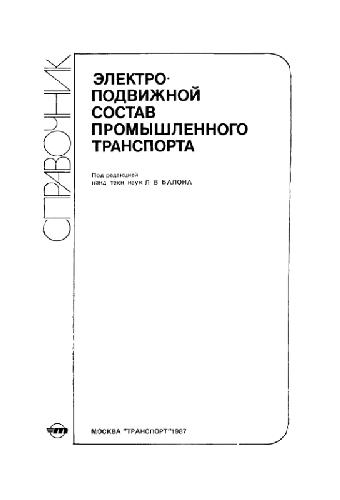 СПРАВОЧНИК
ЭЛЕКТРО-
ПОДВИЖНОЙ
СОСТАВ
ПРОМЫШЛЕННОГО
ТРАНСПОРТА
Под редакцией
канд техн наук Л В БАЛОНА
МОСКВА "ТРАНСПОРТ" 1987